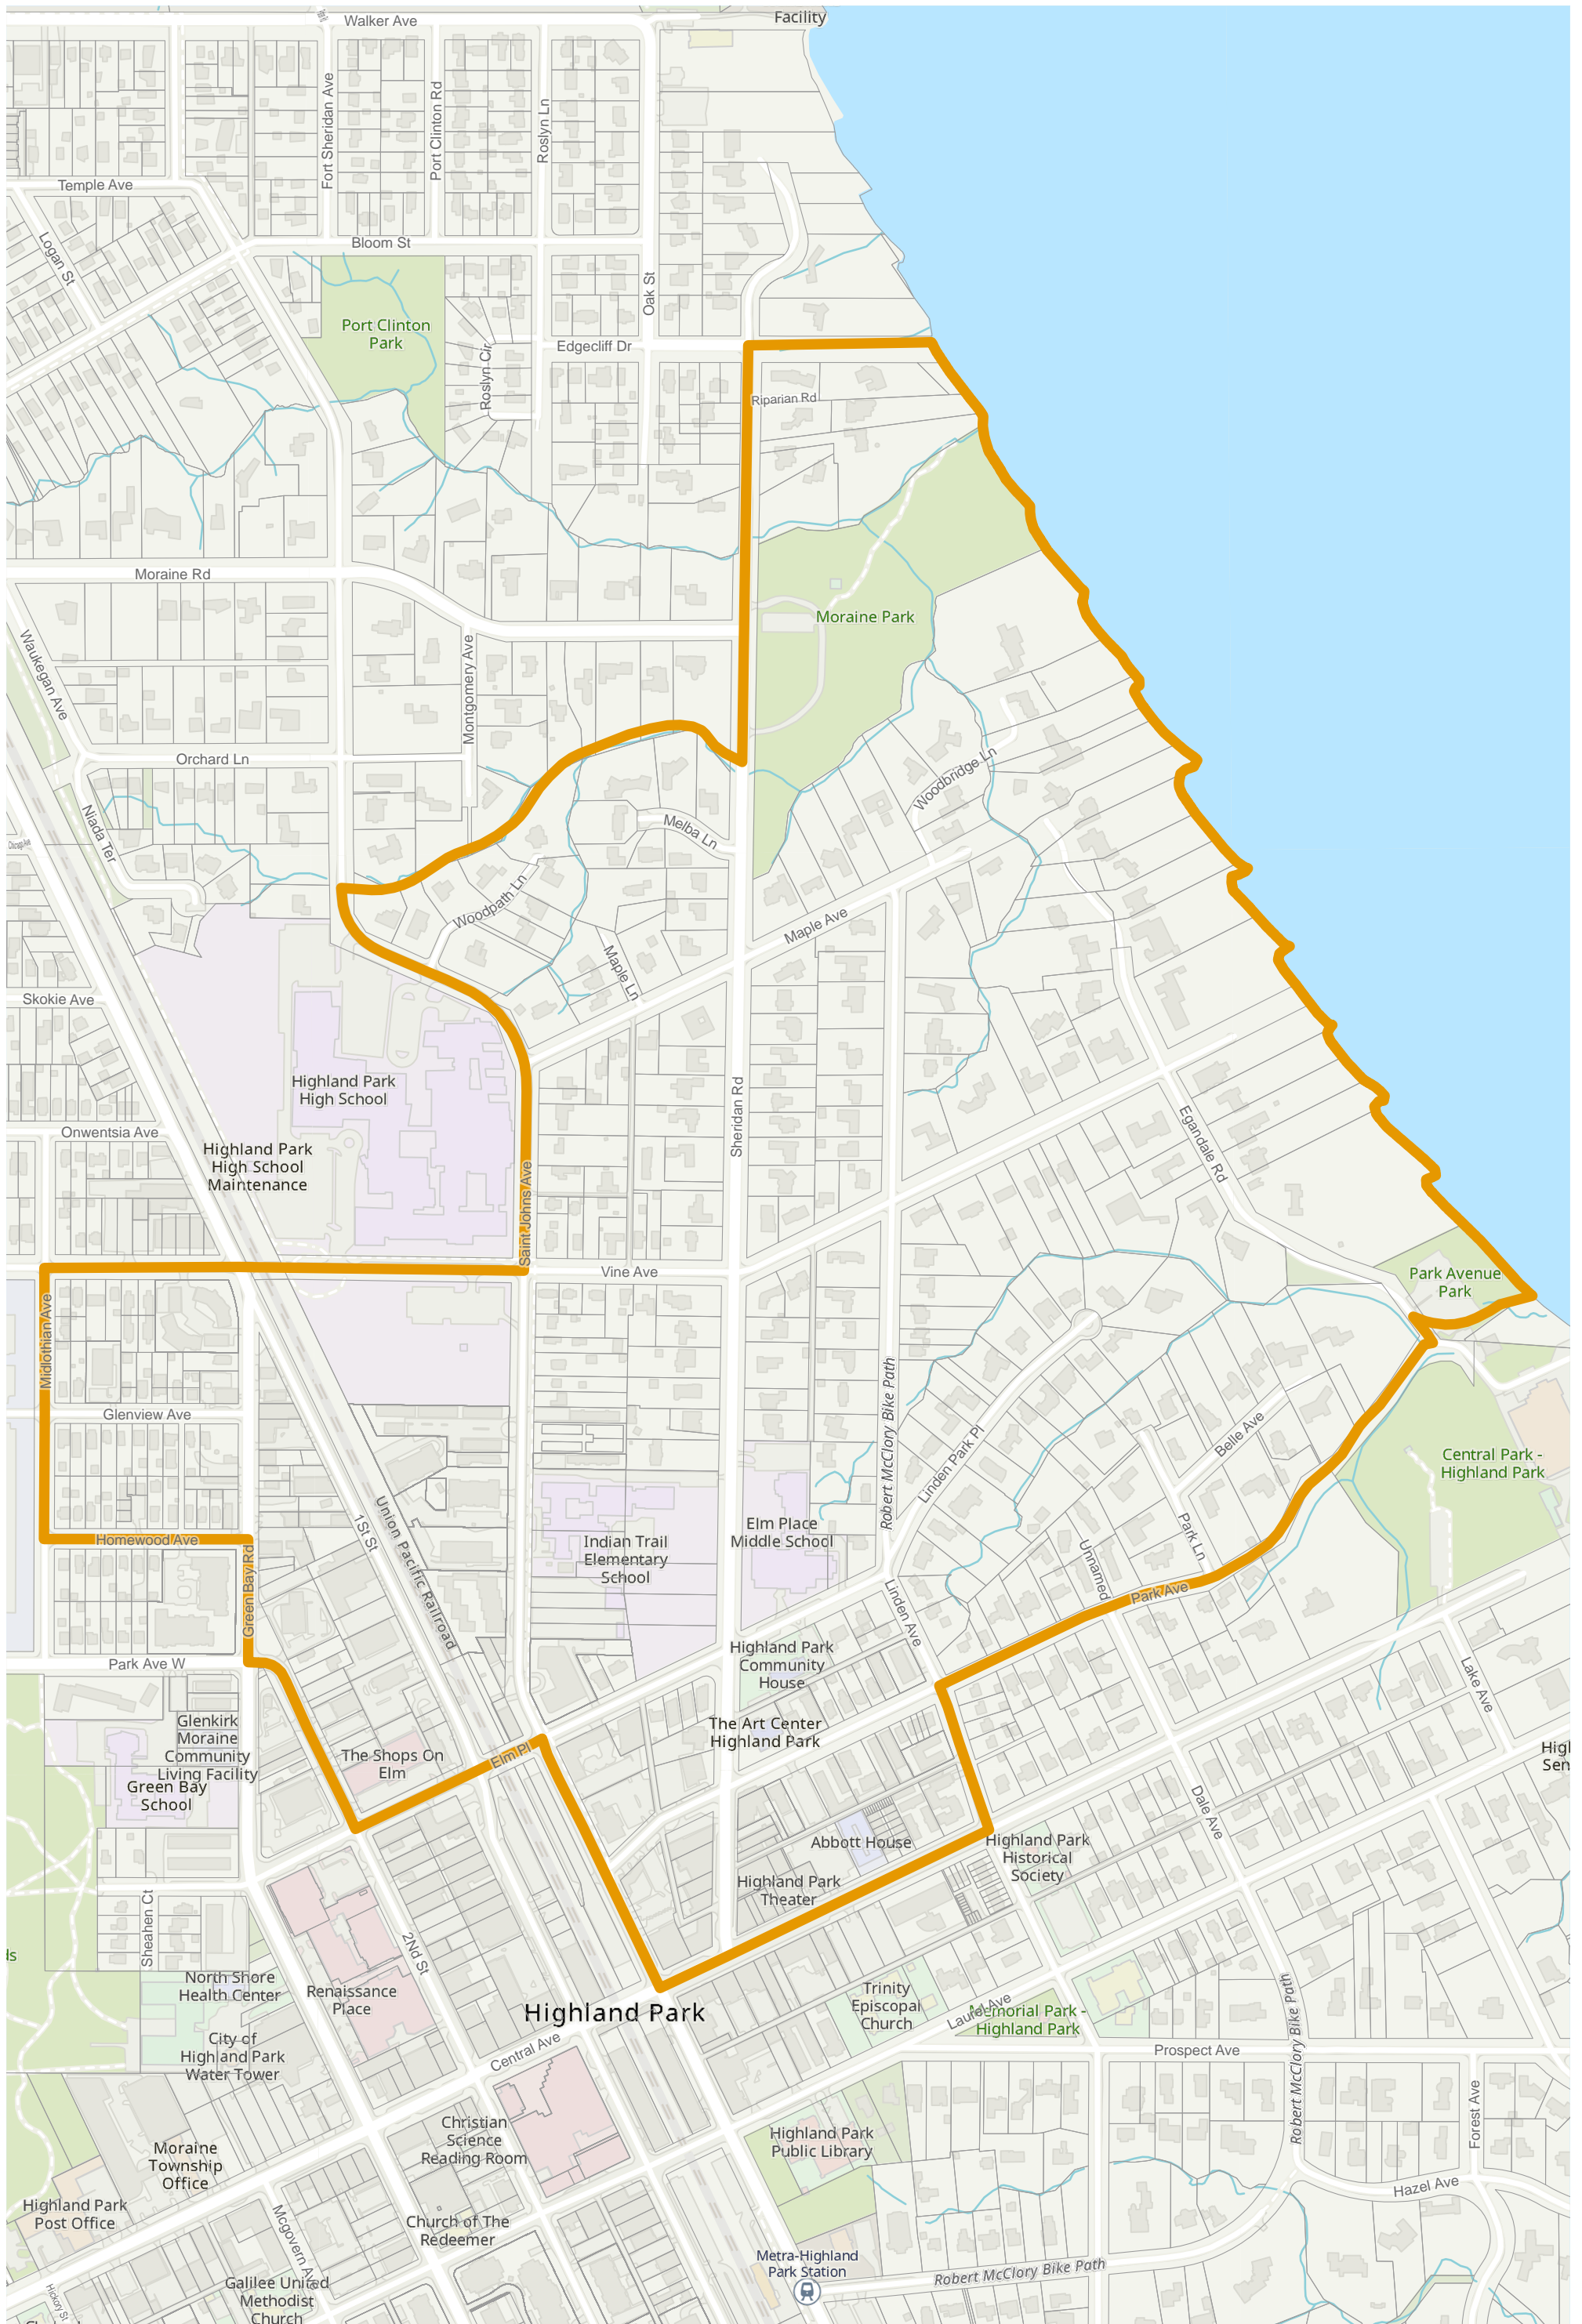 Facility
Walker Ave
Fort Sheridan Ave
Port Clinton Rd
Roslyn Ln
Temple Ave
Logan St
Bloom St
Oak St
Port Clinton
Park
Edgecliff Dr
Roslyn Cir
Riparian Rd
Moraine Rd
Moraine Park
Waukegan Ave
Montgomery Ave
Orchard Ln
Woodbridge Ln
Niada Ter
Melba Ln
Woodpath Ln
Maple Ave
Maple Ln
Skokie Ave
Highland Park
High School
Sheridan Rd
Onwentsia Ave
Egandale Rd
Highland Park
High School
Maintenance
Saint Johns Ave
Vine Ave
Park Avenue
Park
Midlothian Ave
Robert McClory Bike Path
Glenview Ave
Linden Park Pl
Belle Ave
Central Park -
Highland Park
1St St
Union Pacific Railroad
Homewood Ave
Green Bay Rd
Indian Trail
Elementary
School
Elm Place
Middle School
Park Ln
Unnamed
Park Ave
Linden Ave
Park Ave W
Highland Park
Community
House
Lake Ave
Glenkirk
Moraine
Community
Living Facility
The Art Center
Highland Park
The Shops On
Elm
Elm Pl
Green Bay
School
High
Sen
Dale Ave
Abbott House
Highland Park
Historical
Society
Highland Park
Theater
Sheahen Ct
2Nd St
ds
North Shore
Health Center
Renaissance
Place
Trinity
Episcopal
Church
Highland Park
Laurel Ave
Memorial Park -
Highland Park
City of
Highland Park
Water Tower
Central Ave
Prospect Ave
Robert McClory Bike Path
Forest Ave
Christian
Science
Reading Room
Highland Park
Public Library
Moraine
Township
Office
Hazel Ave
Highland Park
Post Office
Mcgovern Ave
Church of The
Redeemer
Metra-Highland
Park Station
Robert McClory Bike Path
Galilee United
Methodist
Church
Hickory St